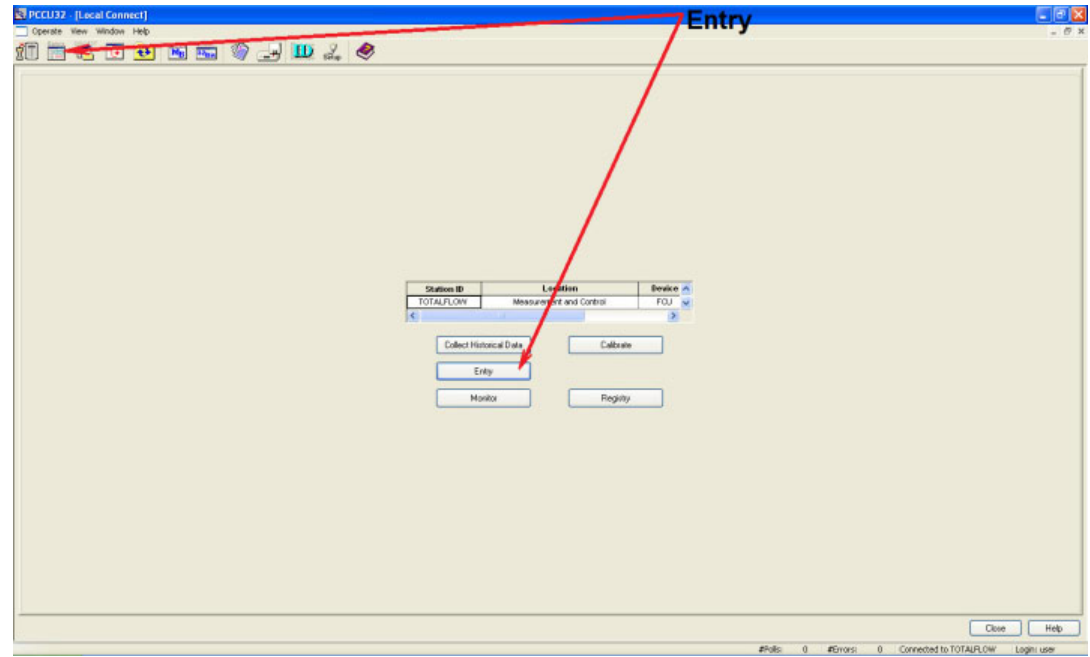 PCCU32 - [Local Connect]
Entry
Operate View Window Help
Setup
Station ID Location Device
TOTALFLOW Measurement and Control FCU
Collect Historical Data Calibrate
Entry
Monitor Registry
Close Help
#Polls: 0 #Errors: 0 Connected to TOTALFLOW Login: user